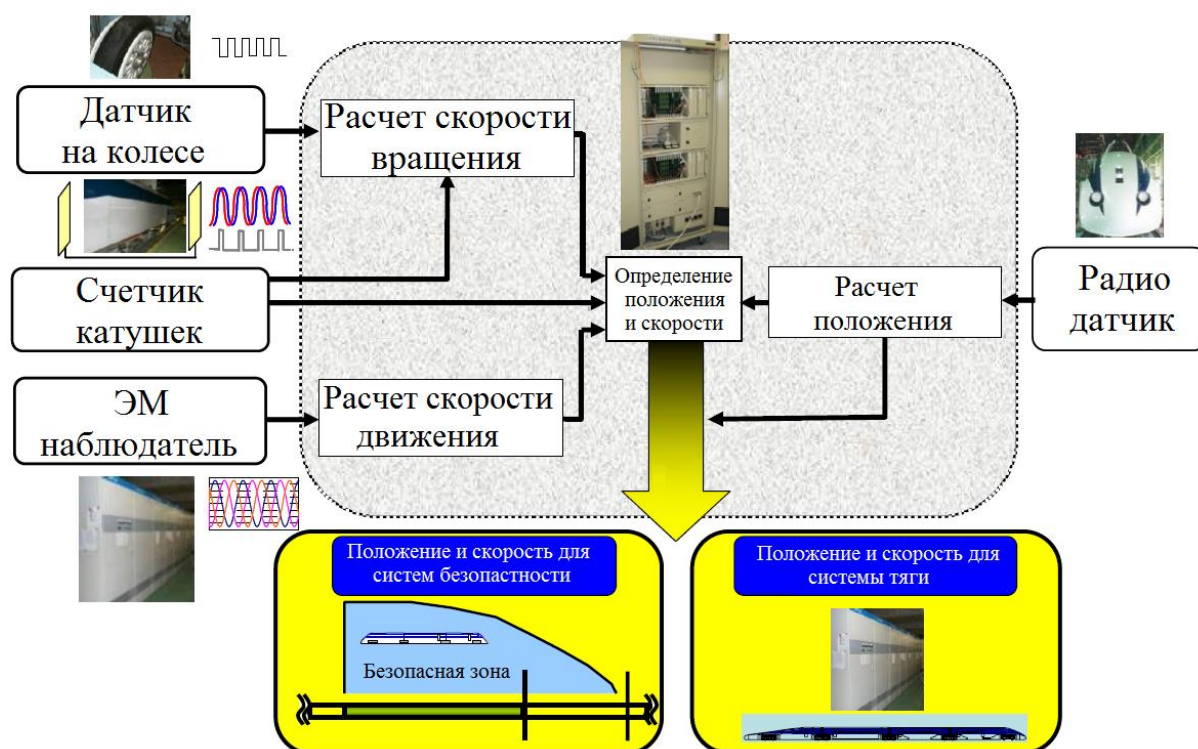 Датчик
на колесе
Расчет скорости
вращения
Счетчик
катушек
Определение
положения
и скорости
Расчет
положения
Радио
датчик
ЭМ
наблюдатель
Расчет скорости
движения
Положение и скорость для
систем безопастности
Безопасная зона
Положение и скорость для
системы тяги